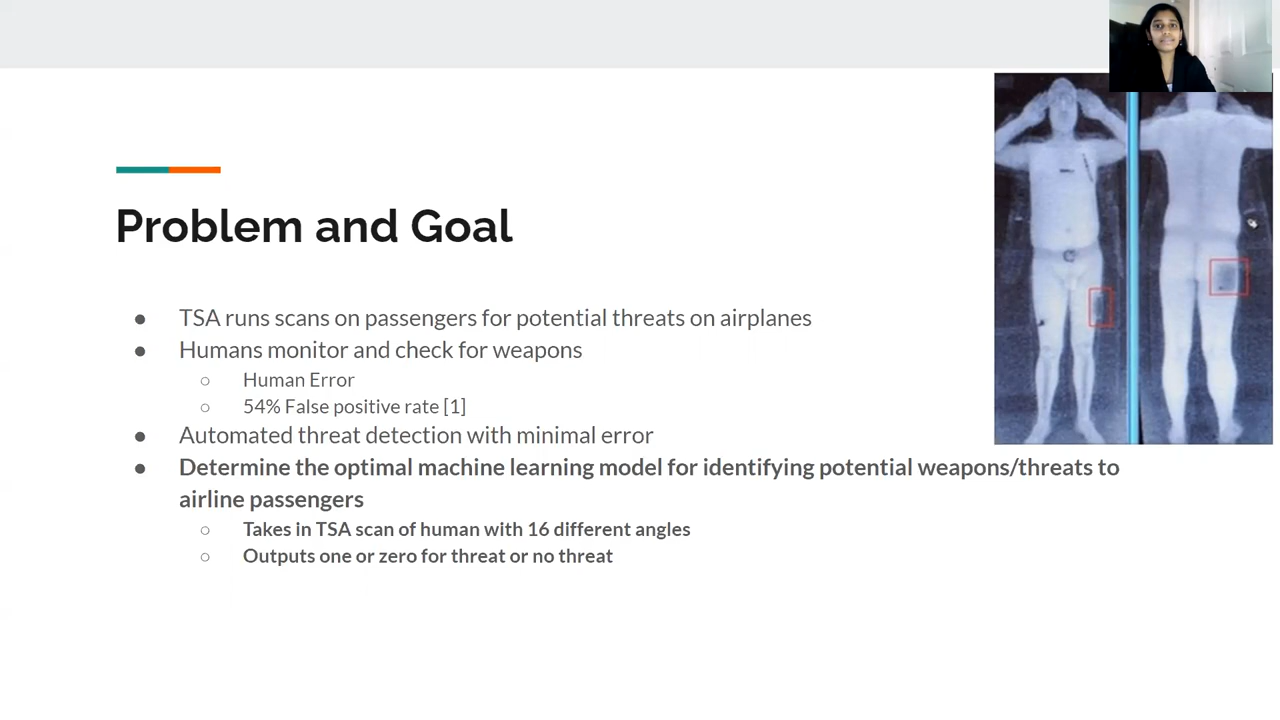 Problem and Goal
● TSA runs scans on passengers for potential threats on airplanes
● Humans monitor and check for weapons
○ Human Error
○ 54% False positive rate [1]
● Automated threat detection with minimal error
● Determine the optimal machine learning model for identifying potential weapons/threats to
airline passengers
○ Takes in TSA scan of human with 16 different angles
○ Outputs one or zero for threat or no threat